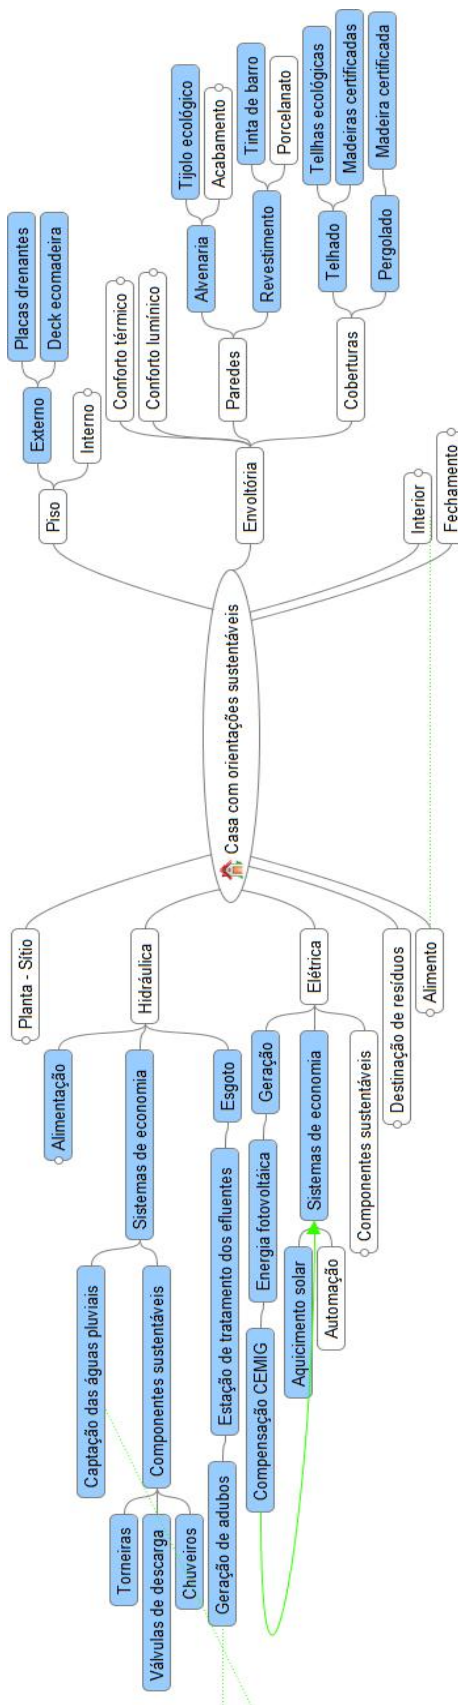 Casa com orientações sustentáveis
Planta - Sítio
Hidráulica
Alimentação
Sistemas de economia
Captação das águas pluviais
Componentes sustentáveis
Torneiras
Válvulas de descarga
Chuveiros
Esgoto
Estação de tratamento dos efluentes
Geração de adubos
Elétrica
Geração
Energia fotovoltáica
Compensação CEMIG
Sistemas de economia
Aquicimento solar
Automação
Componentes sustentáveis
Destinação de resíduos
Alimento
Piso
Externo
Placas drenantes
Deck ecomadeira
Interno
Envoltória
Conforto térmico
Conforto lumínico
Paredes
Alvenaria
Tijolo ecológico
Acabamento
Revestimento
Tinta de barro
Porcelanato
Coberturas
Telhado
Tellhas ecológicas
Madeiras certificadas
Pergolado
Madeira certificada
Interior
Fechamento